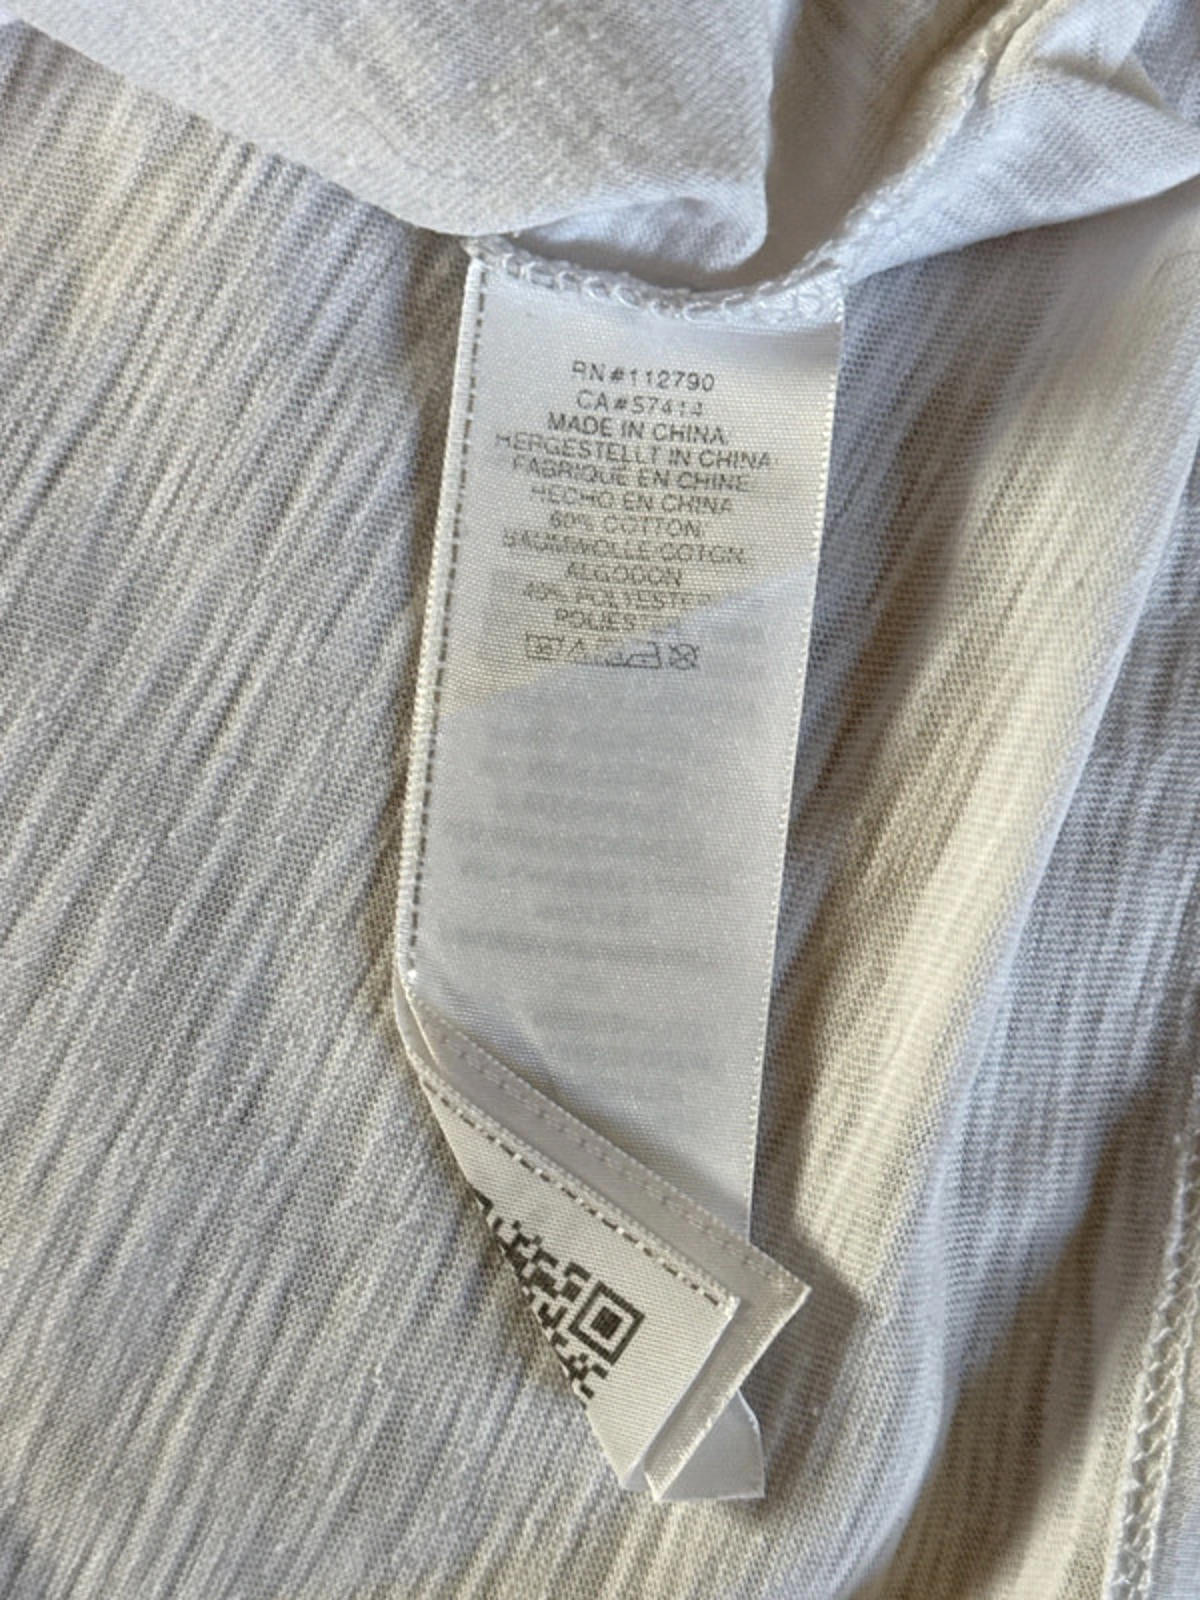 RN#112790
CA#57414
MADE IN CHINA
HERGESTELLT IN CHINA
FABRIQUE EN CHINE
HECHO EN CHINA
60% COTTON
BAUMWOLLE·COTON
ALGODON
40% POLYESTER
POLIES